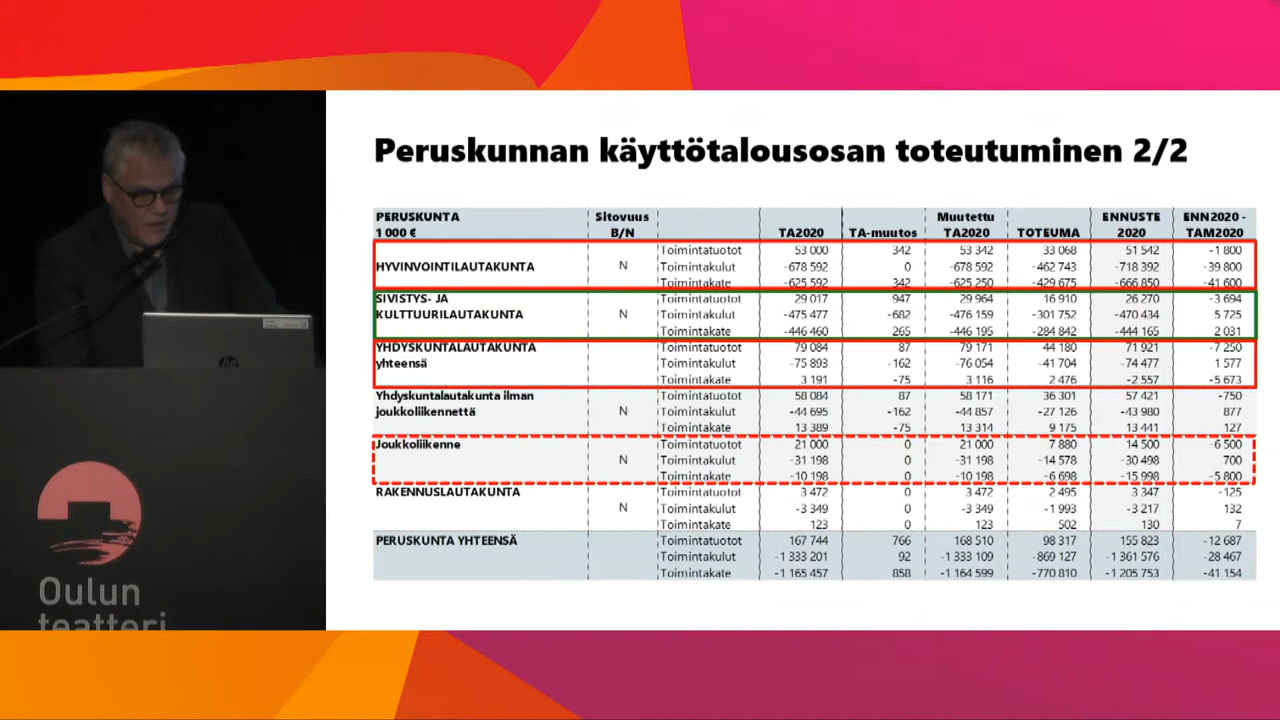 Peruskunnan käyttötalousosan toteutuminen 2/2
PERUSKUNTA Sitovuus Muutettu ENNUSTE ENN2020 -
1 000 € B/N TA2020 TA-muutos TA2020 TOTEUMA 2020 TAM2020
Toimintatuotot 53 000 342 53 342 33 068 51 542 -1 800
HYVINVOINTILAUTAKUNTA N Toimintakulut -678 592 0 -678 592 -462 743 -718 392 -39 800
Toimintakate -625 592 342 -625 250 -429 675 -666 850 -41 600
SIVISTYS- JA Toimintatuotot 29 017 947 29 964 16 910 26 270 -3 694
KULTTUURILAUTAKUNTA N Toimintakulut -475 477 -682 -476 159 -301 752 -470 434 5 725
Toimintakate -446 460 265 -446 195 -284 842 -444 165 2 031
YHDYSKUNTALAUTAKUNTA Toimintatuotot 79 084 87 79 171 44 180 71 921 -7 250
yhteensä Toimintakulut -75 893 -162 -76 054 -41 704 -74 477 1 577
Toimintakate 3 191 -75 3 116 2 476 -2 557 -5 673
Yhdyskuntalautakunta ilman Toimintatuotot 58 084 87 58 171 36 301 57 421 -750
joukkoliikennettä N Toimintakulut -44 695 -162 -44 857 -27 126 -43 980 877
Toimintakate 13 389 -75 13 314 9 175 13 441 127
Joukkoliikenne Toimintatuotot 21 000 0 21 000 7 880 14 500 -6 500
N Toimintakulut -31 198 0 -31 198 -14 578 -30 498 700
Toimintakate -10 198 0 -10 198 -6 698 -15 998 -5 800
RAKENNUSLAUTAKUNTA Toimintatuotot 3 472 0 3 472 2 495 3 347 -125
N Toimintakulut -3 349 0 -3 349 -1 993 -3 217 132
Toimintakate 123 0 123 502 130 7
PERUSKUNTA YHTEENSÄ Toimintatuotot 167 744 766 168 510 98 317 155 823 -12 687
Toimintakulut -1 333 201 92 -1 333 109 -869 127 -1 361 576 -28 467
Toimintakate -1 165 457 858 -1 164 599 -770 810 -1 205 753 -41 154
hp
Oulun
teatteri